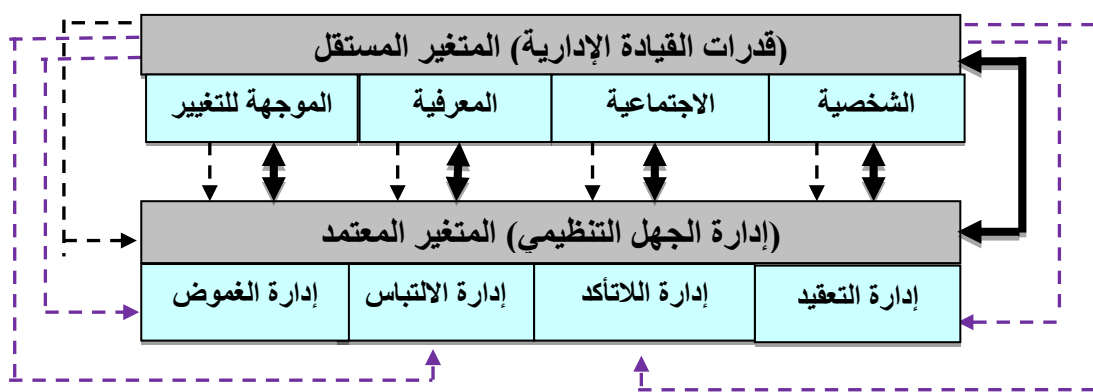 (قدرات القيادة الإدارية) المتغير المستقل
الشخصية
الاجتماعية
المعرفية
الموجهة للتغيير
(إدارة الجهل التنظيمي) المتغير المعتمد
إدارة التعقيد
إدارة اللاتأكد
إدارة الالتباس
إدارة الغموض